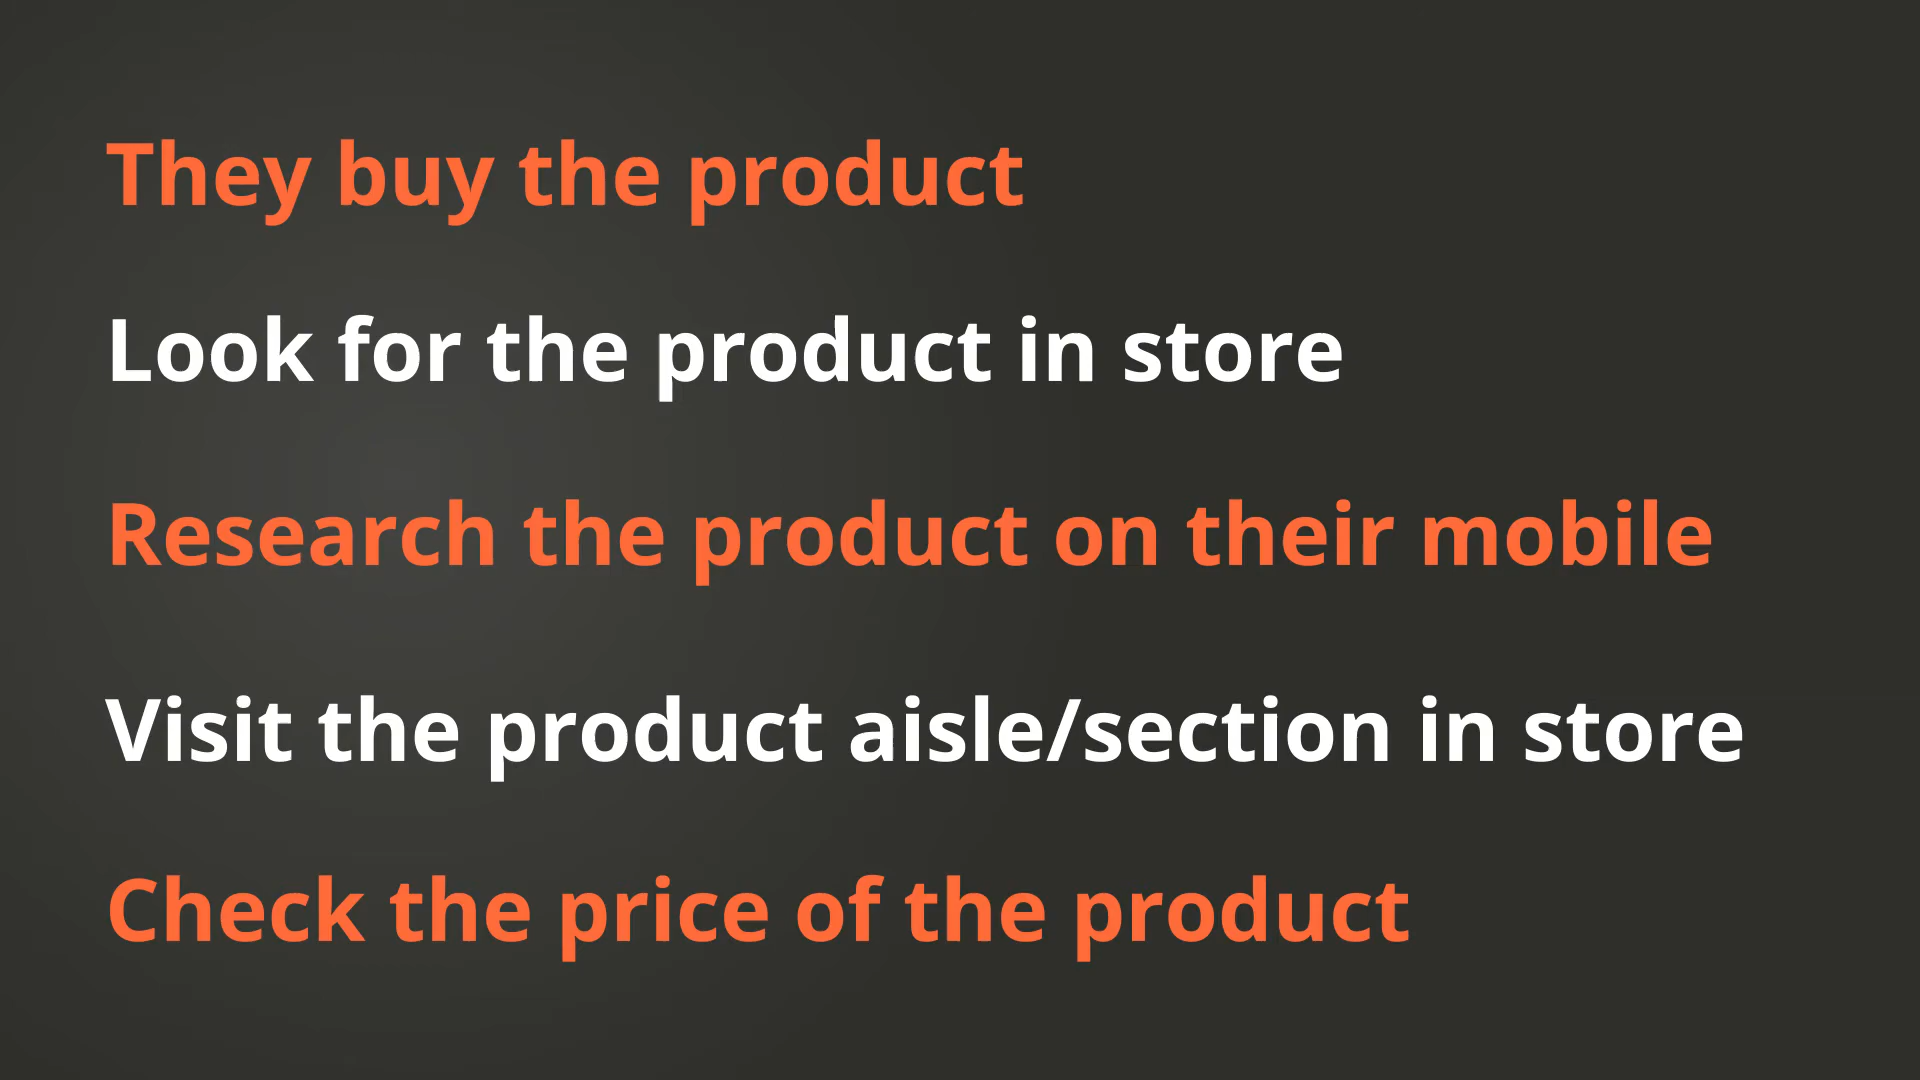 They buy the product
Look for the product in store
Research the product on their mobile
Visit the product aisle/section in store
Check the price of the product